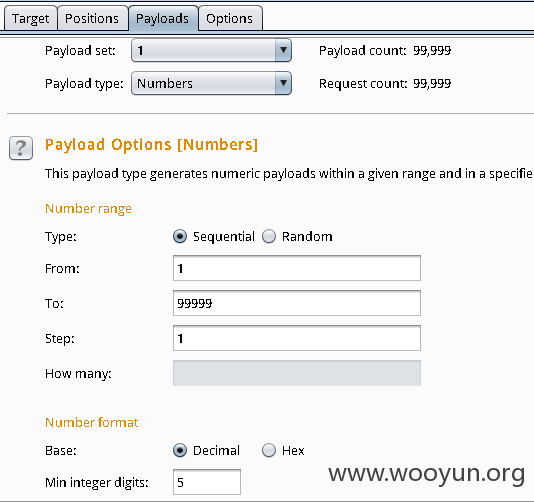 Target Positions Payloads Options
Payload set: 1 Payload count: 99,999
Payload type: Numbers Request count: 99,999
? Payload Options [Numbers]
This payload type generates numeric payloads within a given range and in a specifie
Number range
Type: Sequential Random
From: 1
To: 99999
Step: 1
How many:
Number format
Base: Decimal Hex
Min integer digits: 5
www.wooyun.org